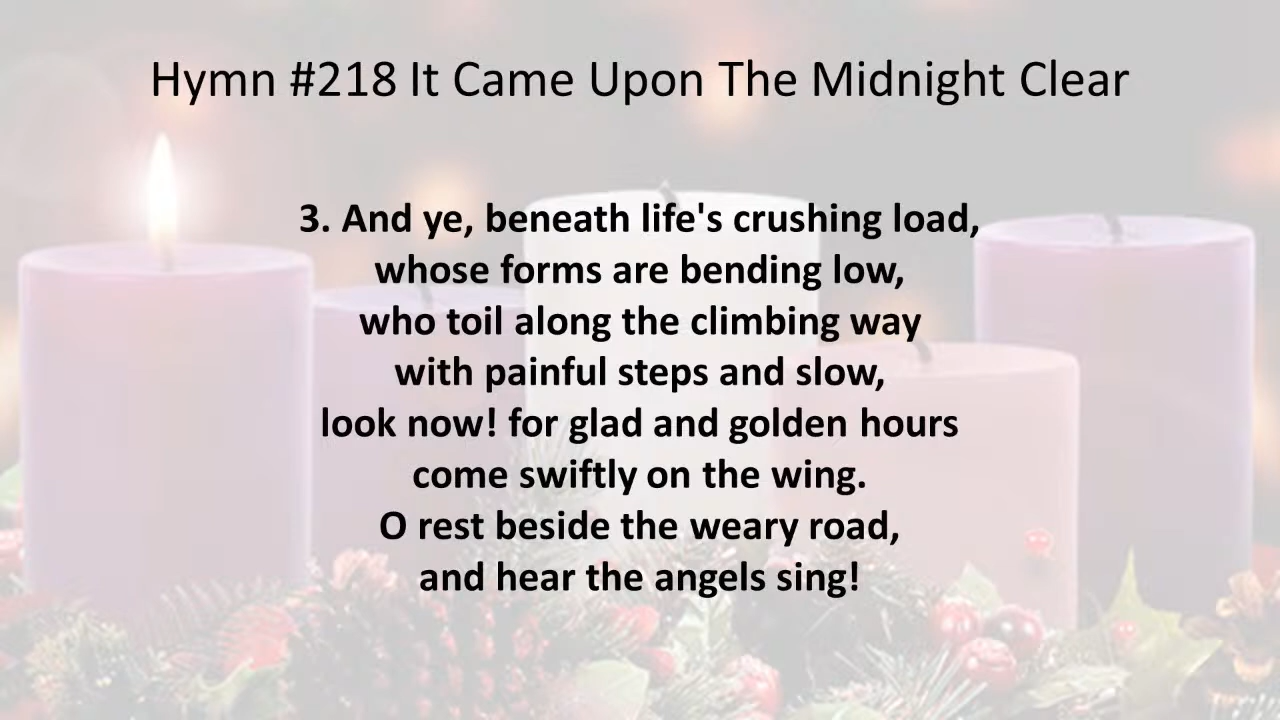 Hymn #218 It Came Upon The Midnight Clear
3. And ye, beneath life's crushing load,
whose forms are bending low,
who toil along the climbing way
with painful steps and slow,
look now! for glad and golden hours
come swiftly on the wing.
O rest beside the weary road,
and hear the angels sing!